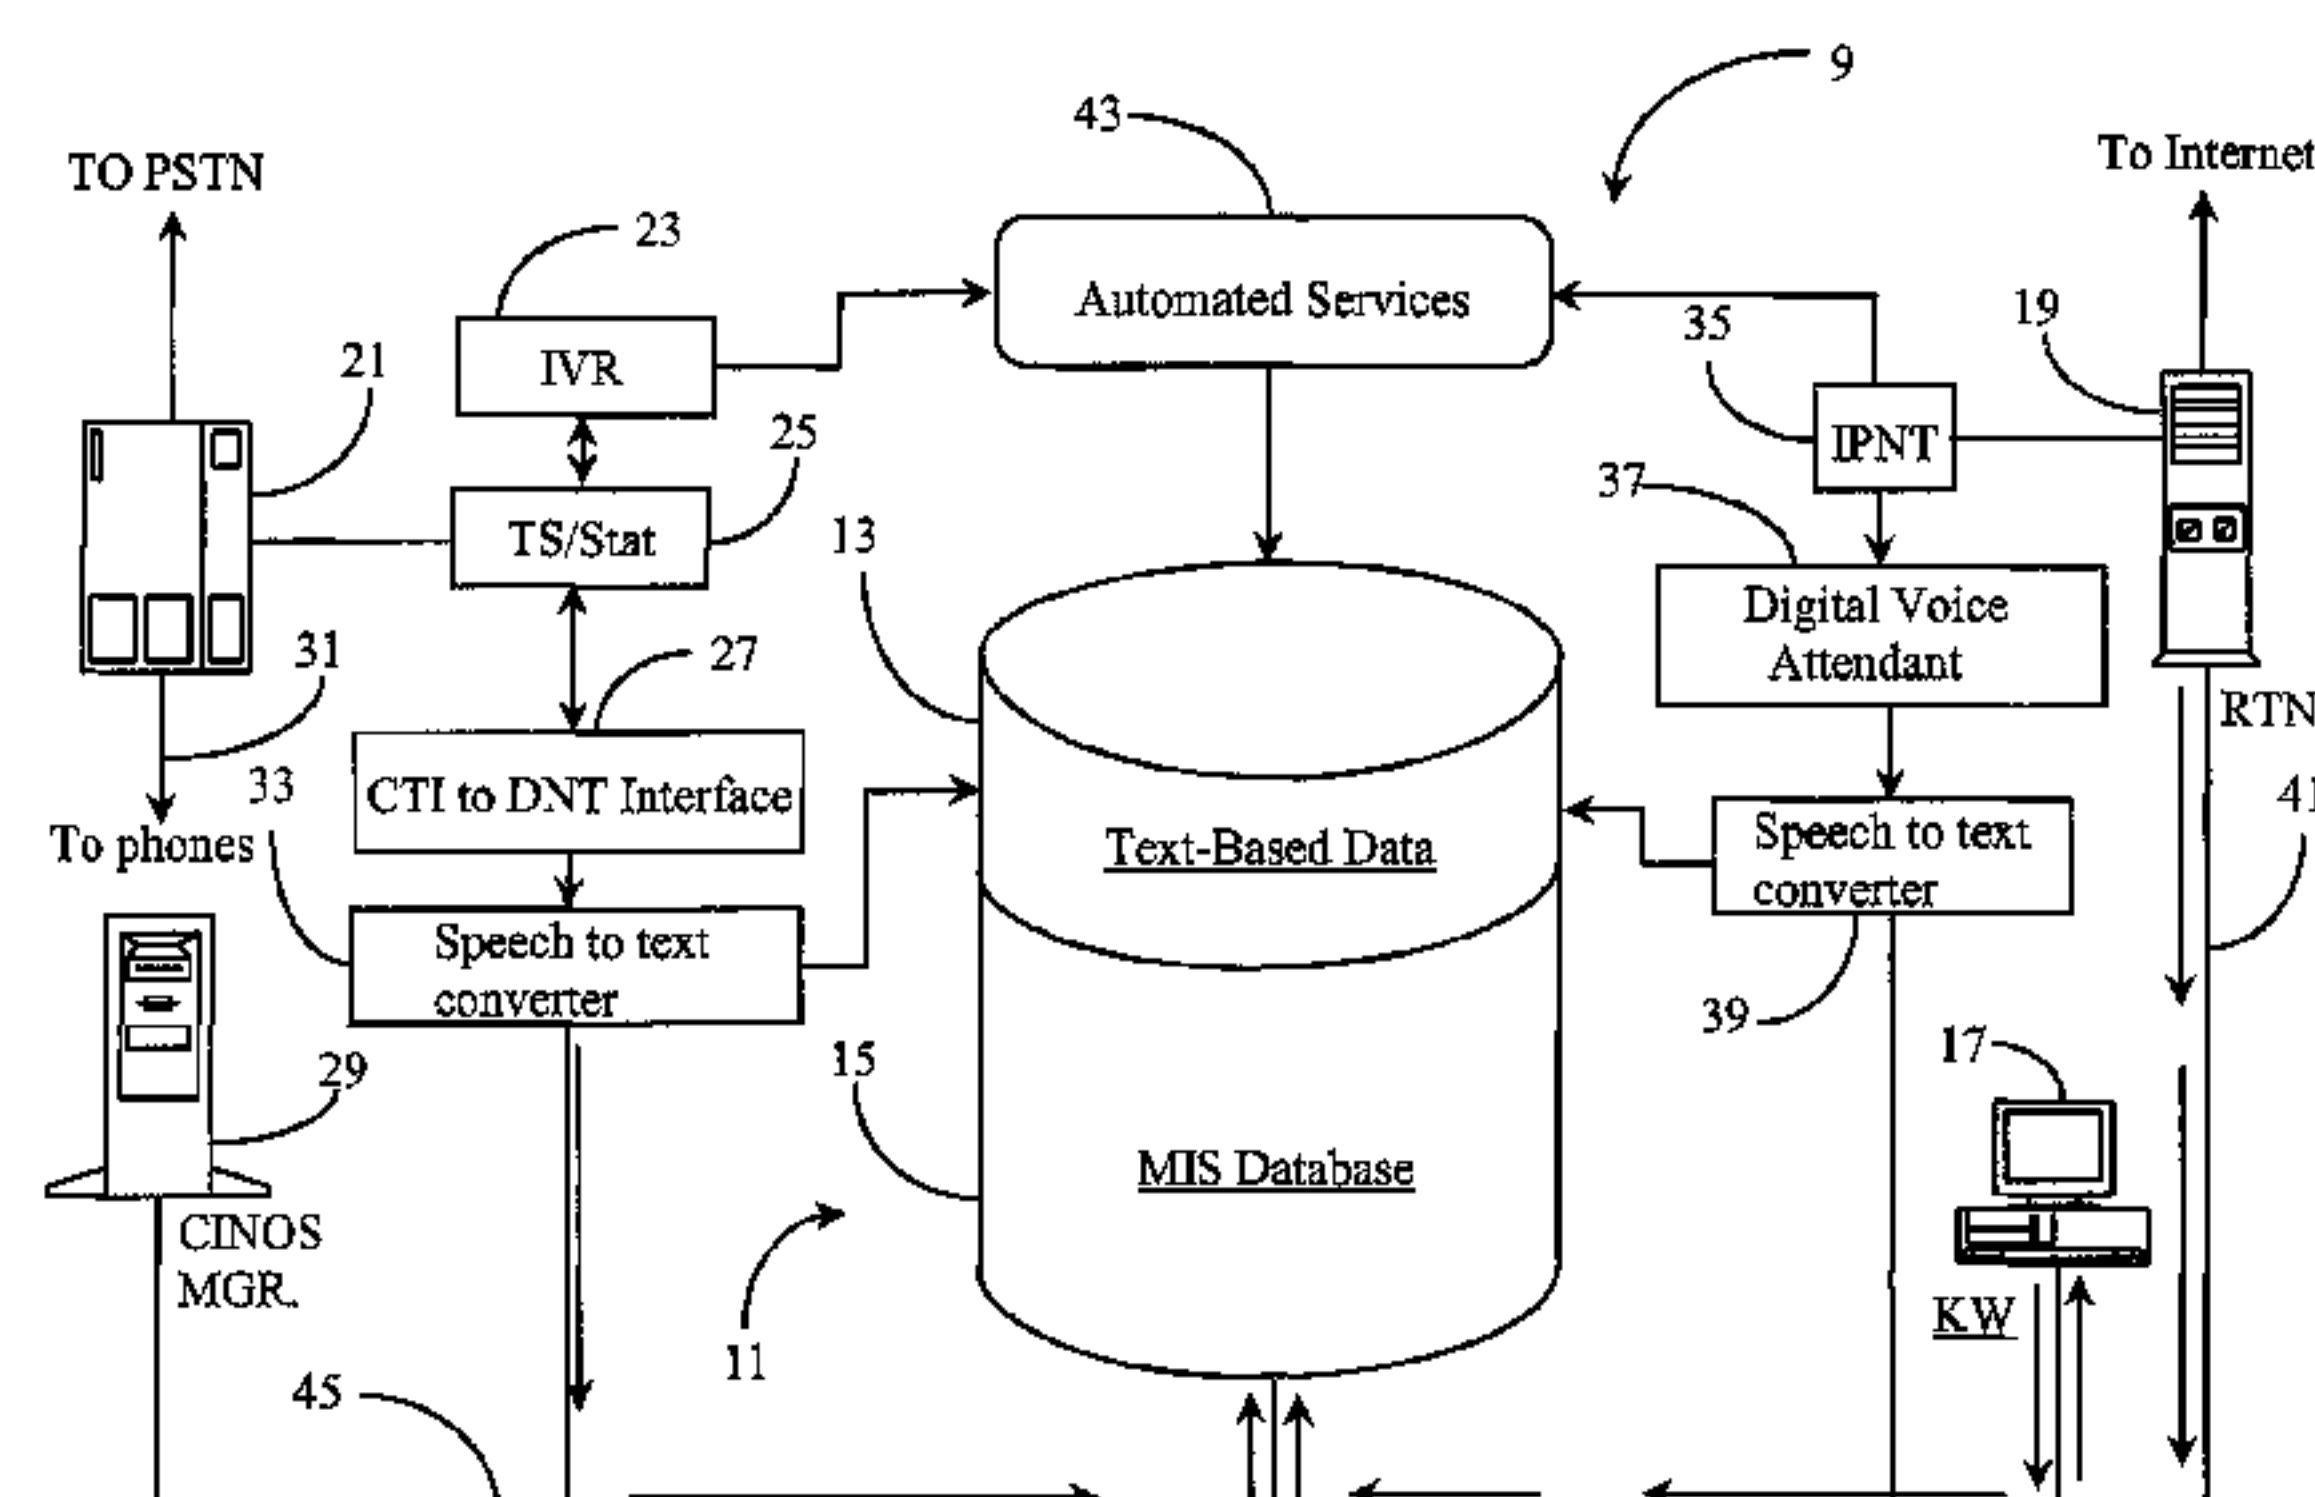 9
43
TO PSTN
To Internet
23
19
35
Automated Services
21
IVR
25
IPNT
37
TS/Stat
13
Digital Voice
Attendant
31
27
RTN
33
CTI to DNT Interface
41
To phones
Text-Based Data
Speech to text
converter
Speech to text
converter
39
17
29
15
MIS Database
CINOS
MGR.
KW
11
45